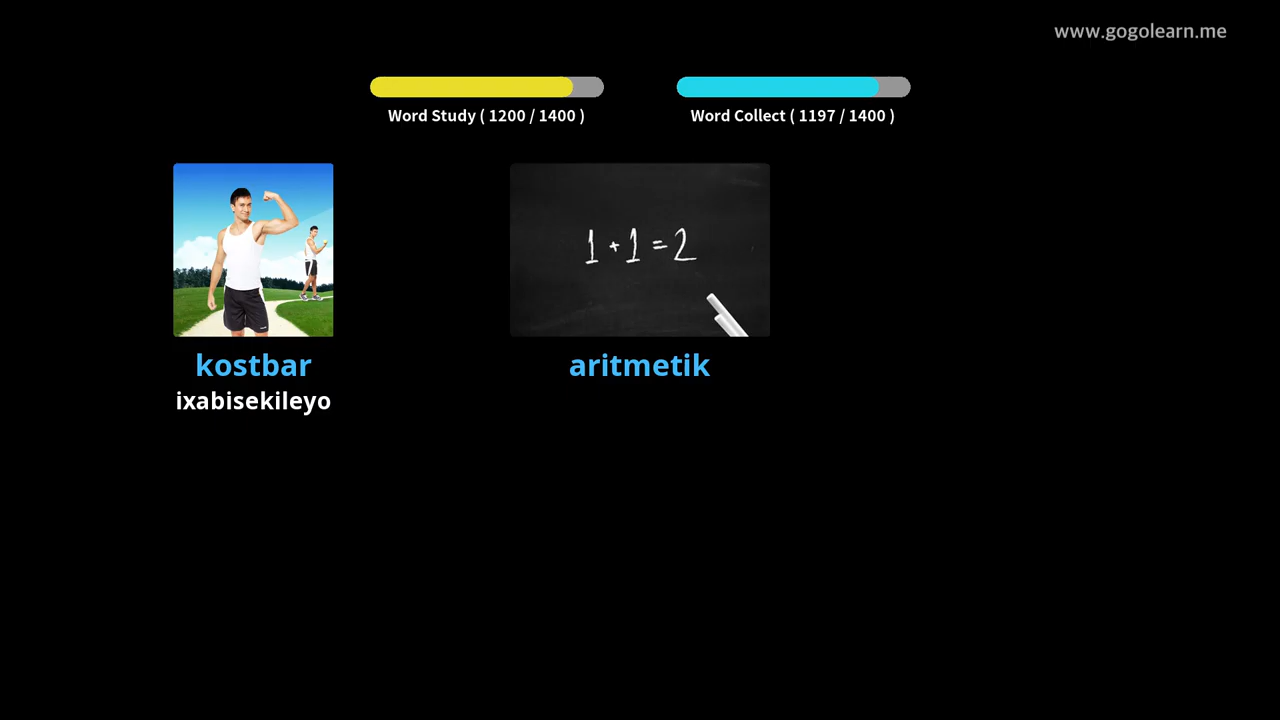 www.gogolearn.me
Word Study ( 1200 / 1400 )
Word Collect ( 1197 / 1400 )
1+1=2
kostbar
ixabisekileyo
aritmetik